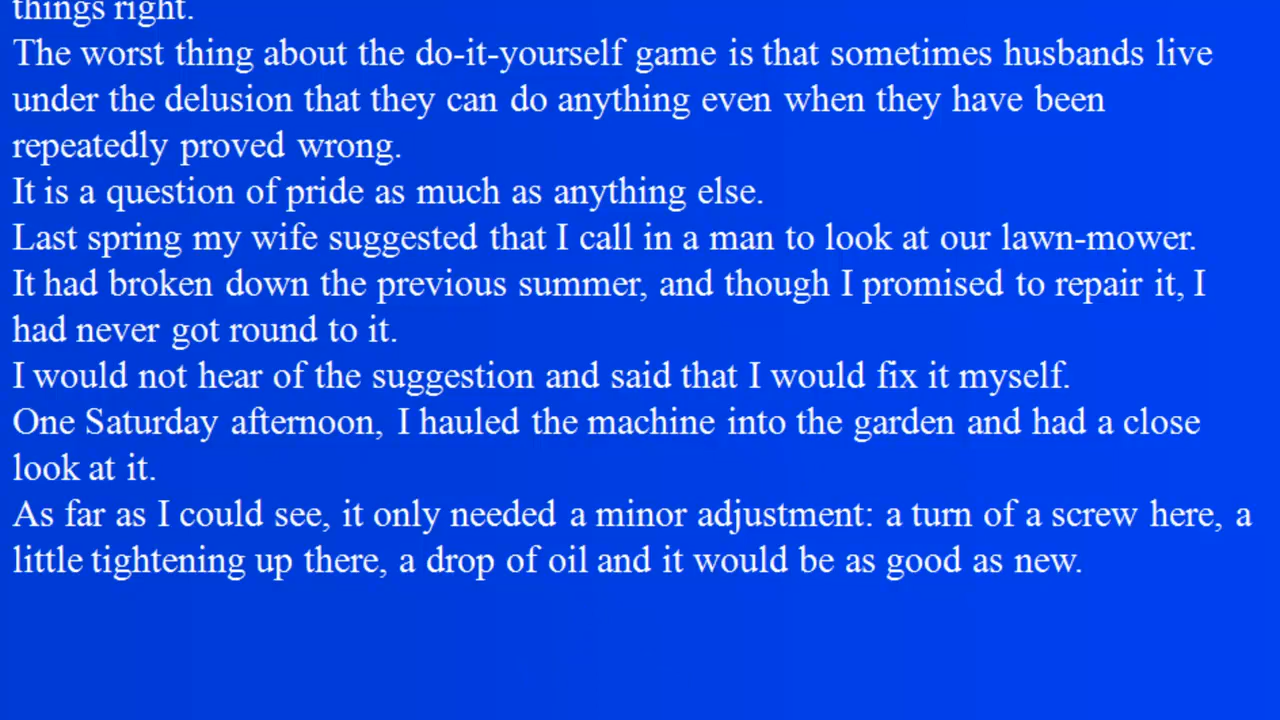 things right.
The worst thing about the do-it-yourself game is that sometimes husbands live
under the delusion that they can do anything even when they have been
repeatedly proved wrong.
It is a question of pride as much as anything else.
Last spring my wife suggested that I call in a man to look at our lawn-mower.
It had broken down the previous summer, and though I promised to repair it, I
had never got round to it.
I would not hear of the suggestion and said that I would fix it myself.
One Saturday afternoon, I hauled the machine into the garden and had a close
look at it.
As far as I could see, it only needed a minor adjustment: a turn of a screw here, a
little tightening up there, a drop of oil and it would be as good as new.